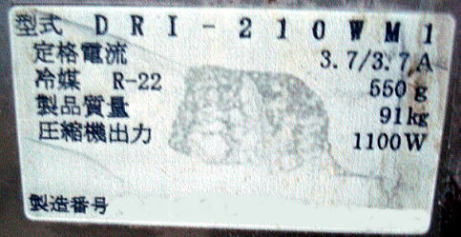 型式 DRI-210WM1
定格電流 3.7/3.7A
冷媒 R-22 550g
製品質量 91kg
圧縮機出力 1100W
製造番号